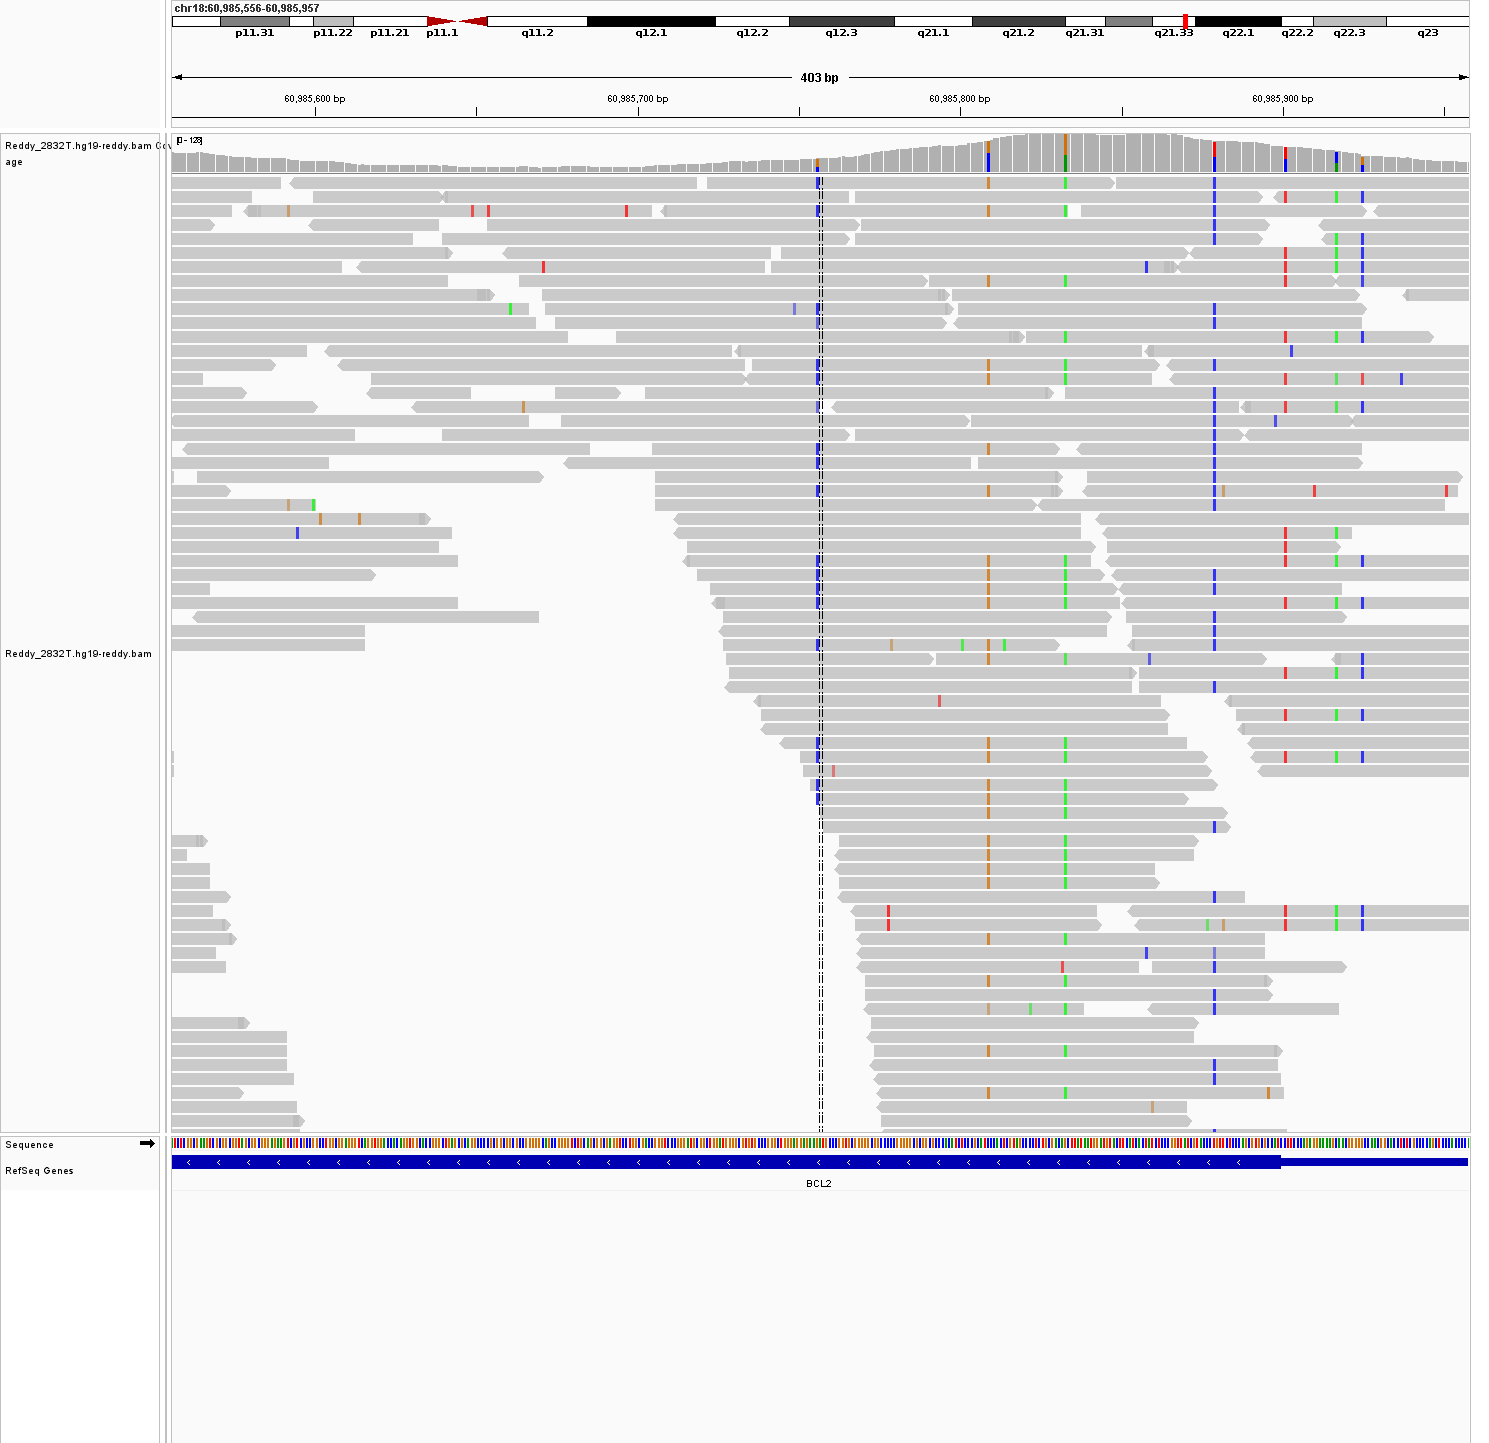 chr18:60,985,556-60,985,957
p11.31 p11.22 p11.21 p11.1 q11.2 q12.1 q12.2 q12.3 q21.1 q21.2 q21.31 q21.33 q22.1 q22.2 q22.3 q23
403 bp
60,985,600 bp 60,985,700 bp 60,985,800 bp 60,985,900 bp
Reddy_2832T.hg19-reddy.bam Cov
age
[0 - 128]
Reddy_2832T.hg19-reddy.bam
Sequence
RefSeq Genes
BCL2